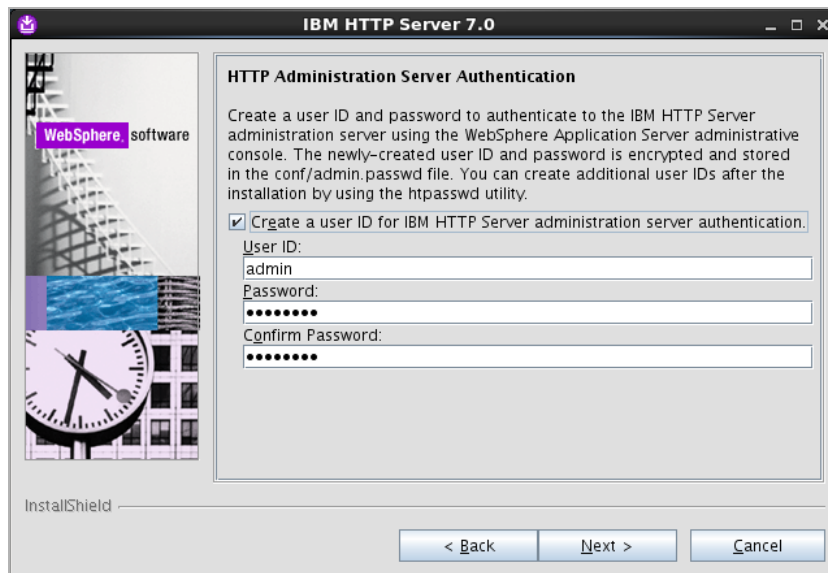 IBM HTTP Server 7.0
WebSphere. software
HTTP Administration Server Authentication
Create a user ID and password to authenticate to the IBM HTTP Server
administration server using the WebSphere Application Server administrative
console. The newly-created user ID and password is encrypted and stored
in the conf/admin.passwd file. You can create additional user IDs after the
installation by using the htpasswd utility.
Create a user ID for IBM HTTP Server administration server authentication.
User ID:
admin
Password:
••••••••
Confirm Password:
••••••••
InstallShield
< Back
Next >
Cancel